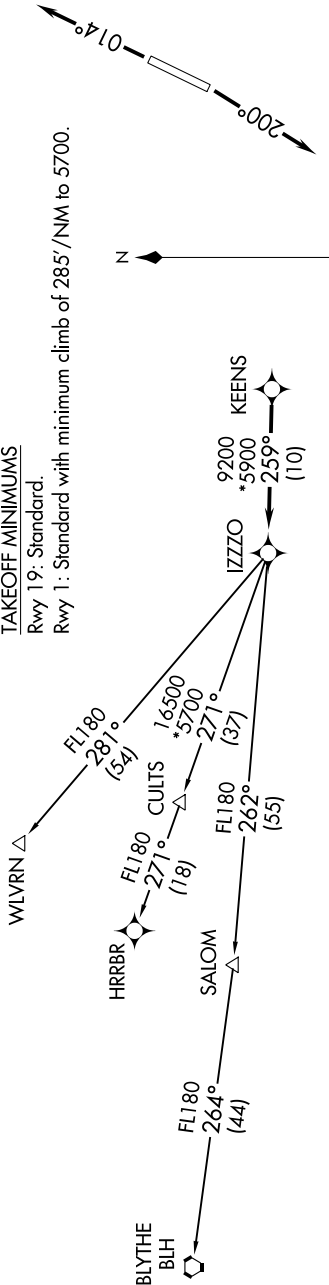 TAKEOFF MINIMUMS
Rwy 19: Standard.
Rwy 1: Standard with minimum climb of 285'/NM to 5700.
014°
200°
N
KEENS
9200
*5900
259°
(10)
IZZZO
FL180
281°
(54)
WLVRN
16500
*5700
271°
(37)
CULTS
FL180
271°
(18)
HRRBR
FL180
262°
(55)
SALOM
FL180
264°
(44)
BLYTHE
BLH